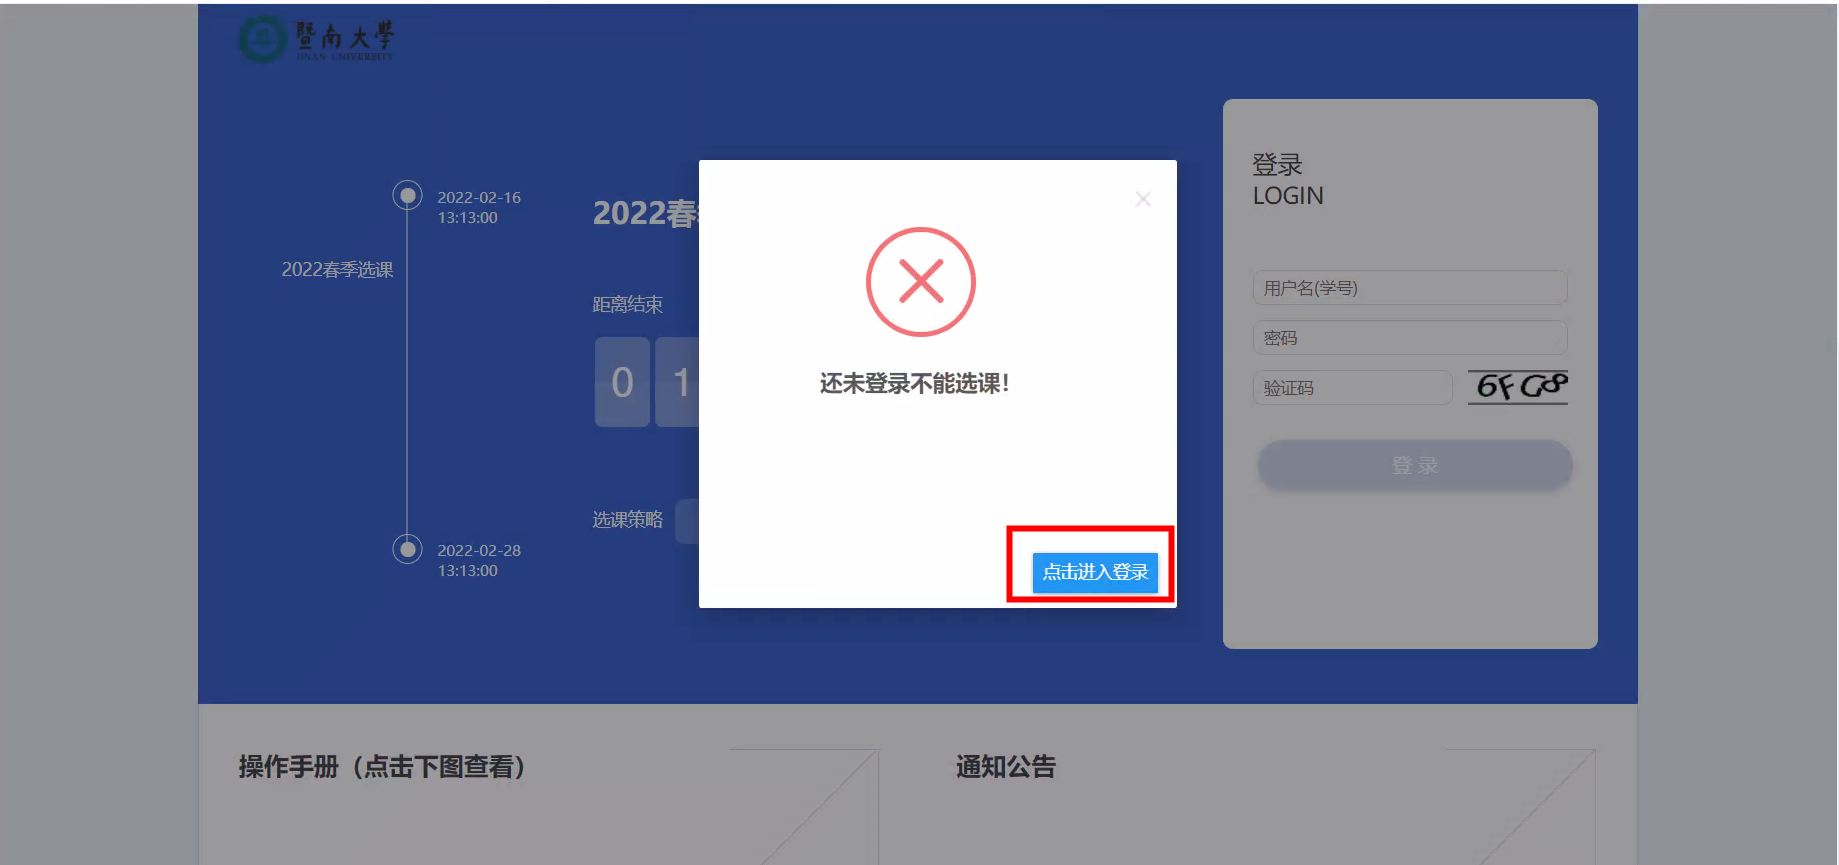 暨南大學
JINAN UNIVERSITY
2022-02-16
13:13:00
2022春季选课
2022-02-28
13:13:00
2022春
距离结束
0 1
选课策略
还未登录不能选课！
点击进入登录
登录
LOGIN
用户名(学号)
密码
验证码
6FG8
登 录
操作手册（点击下图查看）
通知公告